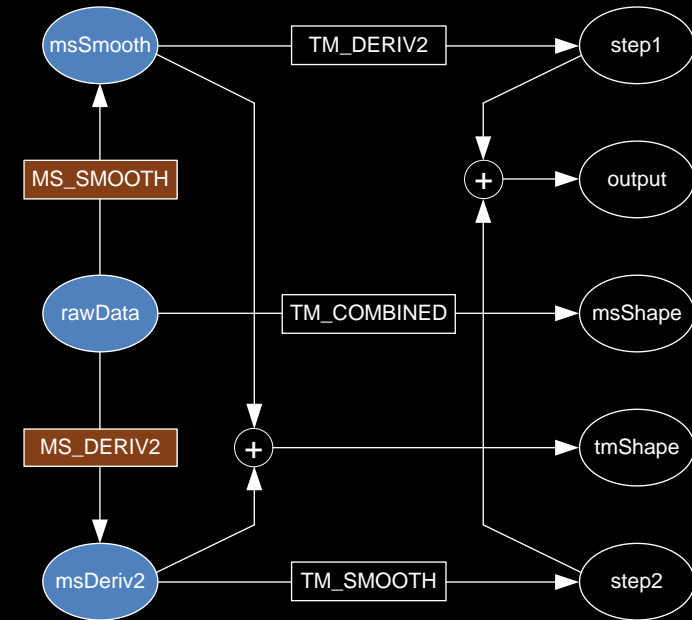 msSmooth
TM_DERIV2
step1
MS_SMOOTH
+
output
rawData
TM_COMBINED
msShape
MS_DERIV2
+
tmShape
msDeriv2
TM_SMOOTH
step2